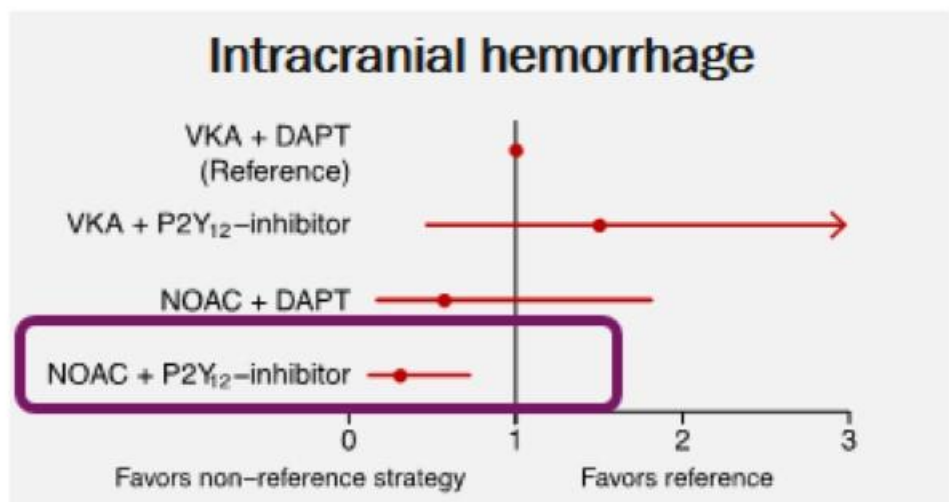 Intracranial hemorrhage
VKA + DAPT
(Reference)
VKA + P2Y₁₂–inhibitor
NOAC + DAPT
NOAC + P2Y₁₂–inhibitor
0 1 2 3
Favors non–reference strategy Favors reference